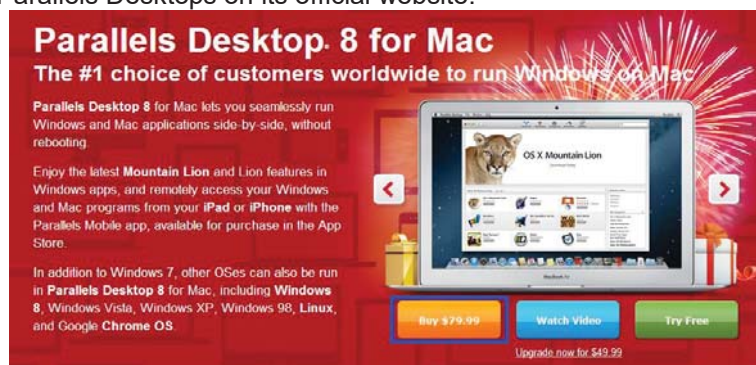 Parallels Desktops on its official website.
Parallels Desktop 8 for Mac
The #1 choice of customers worldwide to run Windows on Mac
Parallels Desktop 8 for Mac lets you seamlessly run
Windows and Mac applications side-by-side, without
rebooting.
Enjoy the latest Mountain Lion and Lion features in
Windows apps, and remotely access your Windows
and Mac programs from your iPad or iPhone with the
Parallels Mobile app, available for purchase in the App
Store.
In addition to Windows 7, other OSes can also be run
in Parallels Desktop 8 for Mac, including Windows
8, Windows Vista, Windows XP, Windows 98, Linux,
and Google Chrome OS.
OS X Mountain Lion
MacBook Air
Buy $79.99
Watch Video
Try Free
Upgrade now for $49.99